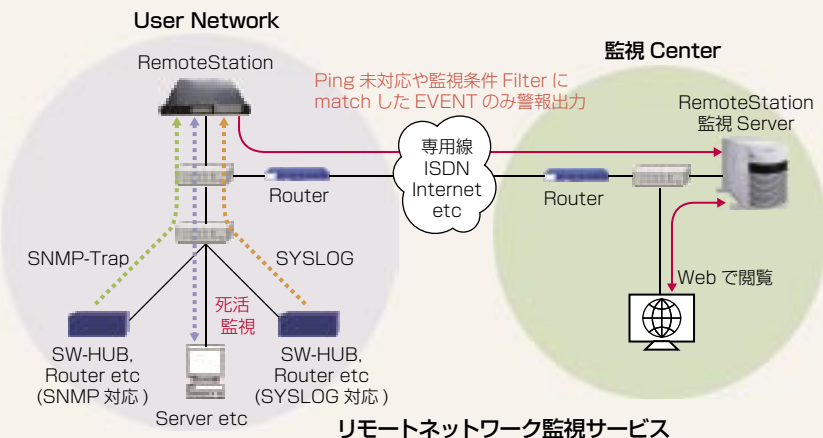 User Network
RemoteStation
Ping 未対応や監視条件 Filter に
match した EVENT のみ警報出力
監視 Center
RemoteStation
監視 Server
専用線
ISDN
Internet
etc
Router
Router
SNMP-Trap
SYSLOG
死活
監視
Web で閲覧
SW-HUB,
Router etc
(SNMP 対応)
Server etc
SW-HUB,
Router etc
(SYSLOG 対応)
リモートネットワーク監視サービス